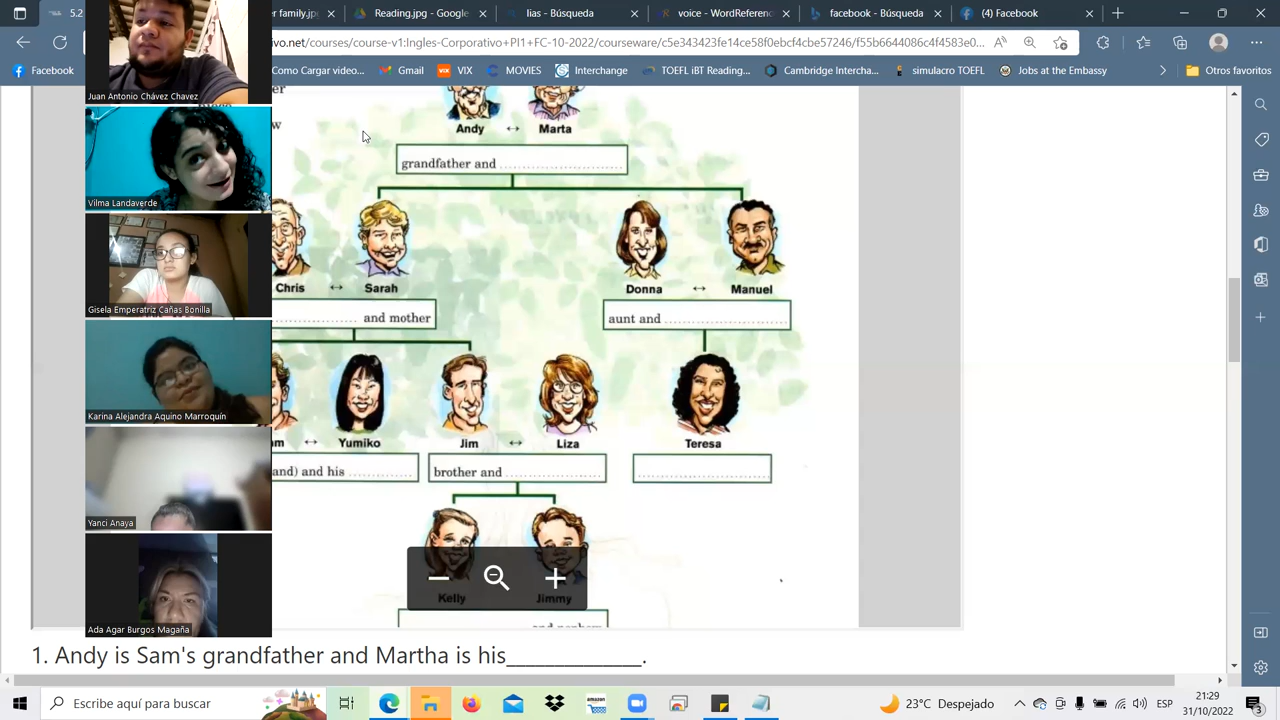 family.jpg
Reading.jpg - Google
lias - Búsqueda
voice - Bluyed
faces - Búsqueda
(4) Facebook
ivo.net/courses/course-v1:Ingles-Corporativo+PI1+FC-10-2022/courseware/c5e343423fe14ce58f0ebcf4cbe57246/f55b6644086c4f4583e0...
Facebook
Como Cargar video...
Gmail
VIX
MOVIES
Interchange
TOEFL iBT Reading...
Cambridge Intercha...
simulacro TOEFL
Jobs at the Embassy
Otros favoritos
Juan Antonio Chávez Chavez
Andy ↔ Marta
grandfather and
Vilma Landaverde
Chris ↔ Sarah
Donna ↔ Manuel
Gisela Emperatriz Cañas Bonilla
and mother
aunt and
Karina Alejandra Aquino Marroquín
Yumiko
Jim ↔ Liza
Teresa
and) and his
brother and
Yanci Anaya
Kelly
Jimmy
Ada Agar Burgos Magaña
1. Andy is Sam's grandfather and Martha is his______________.
Escribe aquí para buscar
23°C Despejado
ESP
21:29
31/10/2022
3